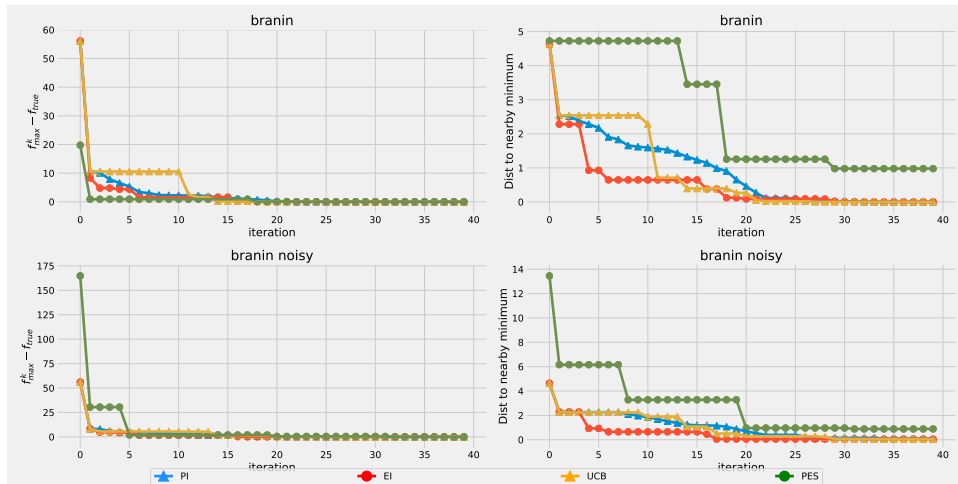 branin
60
50
40
30
20
10
0
f^k_max − f_true
0 5 10 15 20 25 30 35 40
iteration
branin
5
4
3
2
1
0
Dist to nearby minimum
0 5 10 15 20 25 30 35 40
iteration
branin noisy
175
150
125
100
75
50
25
0
f^k_max − f_true
0 5 10 15 20 25 30 35 40
iteration
branin noisy
14
12
10
8
6
4
2
0
Dist to nearby minimum
0 5 10 15 20 25 30 35 40
iteration
PI EI UCB PES